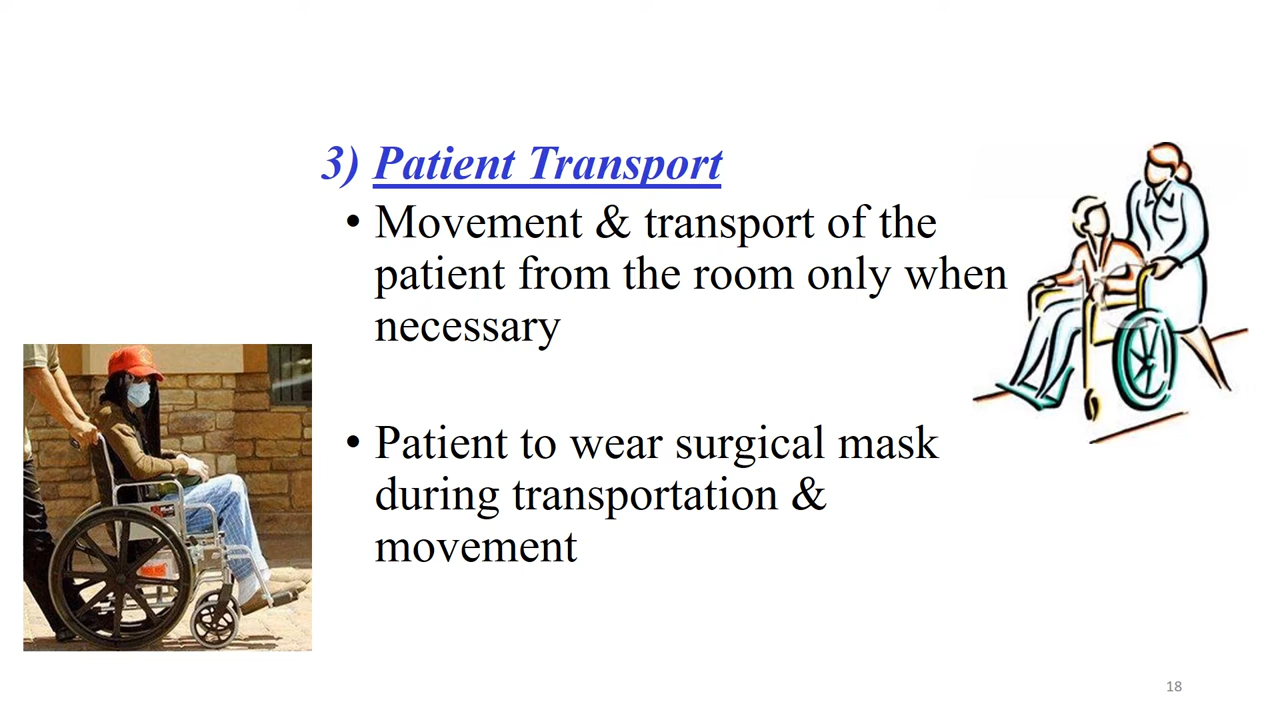 3) Patient Transport
• Movement & transport of the
patient from the room only when
necessary
• Patient to wear surgical mask
during transportation &
movement
18